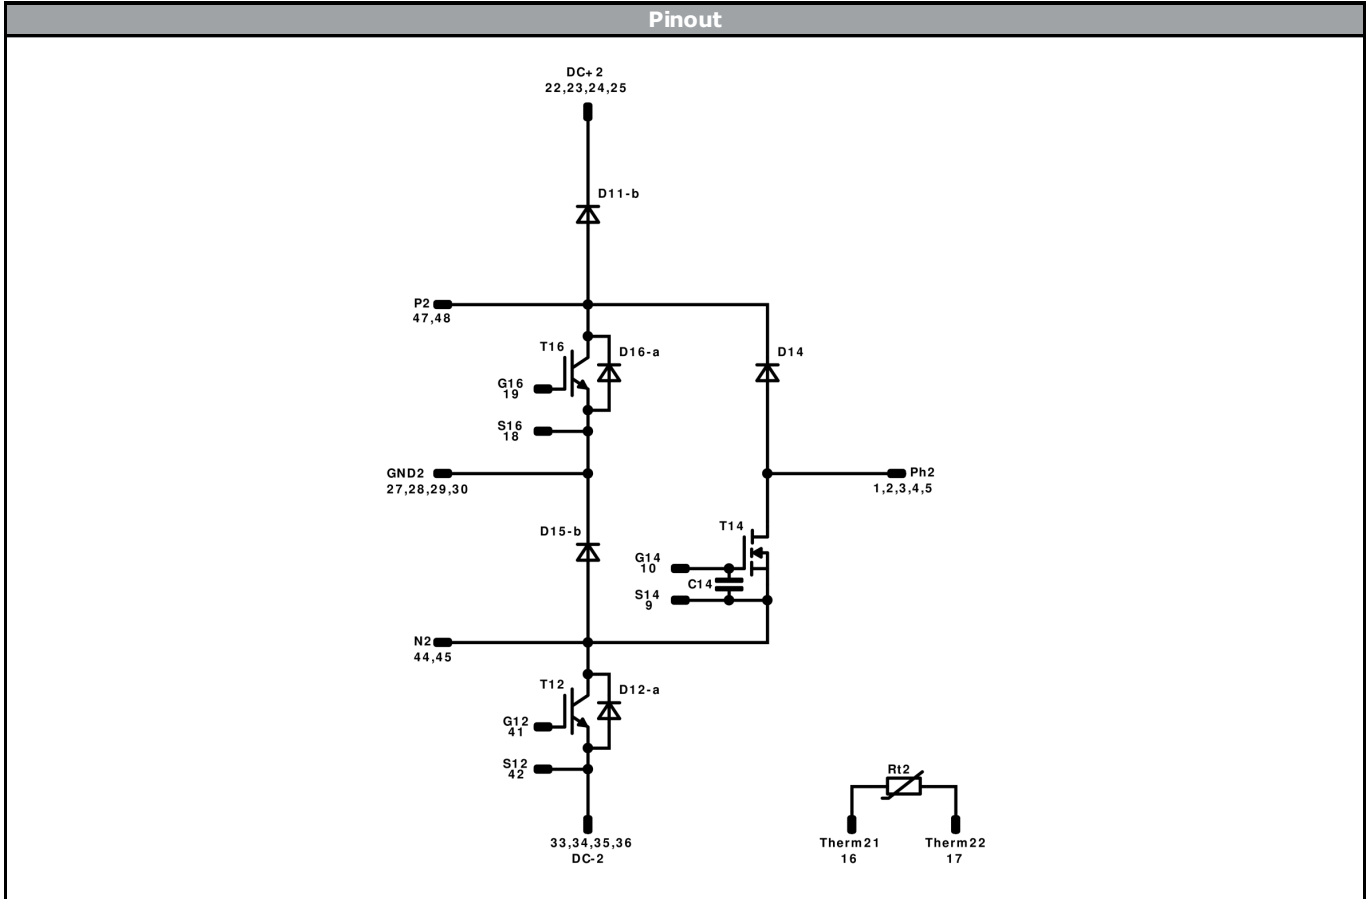 Pinout
DC+2
22,23,24,25
D11-b
P2
47,48
T16
D16-a
D14
G16
19
S16
18
GND2
27,28,29,30
Ph2
1,2,3,4,5
D15-b
T14
G14
10
C14
S14
9
N2
44,45
T12
D12-a
G12
41
S12
42
33,34,35,36
DC-2
Rt2
Therm21
16
Therm22
17